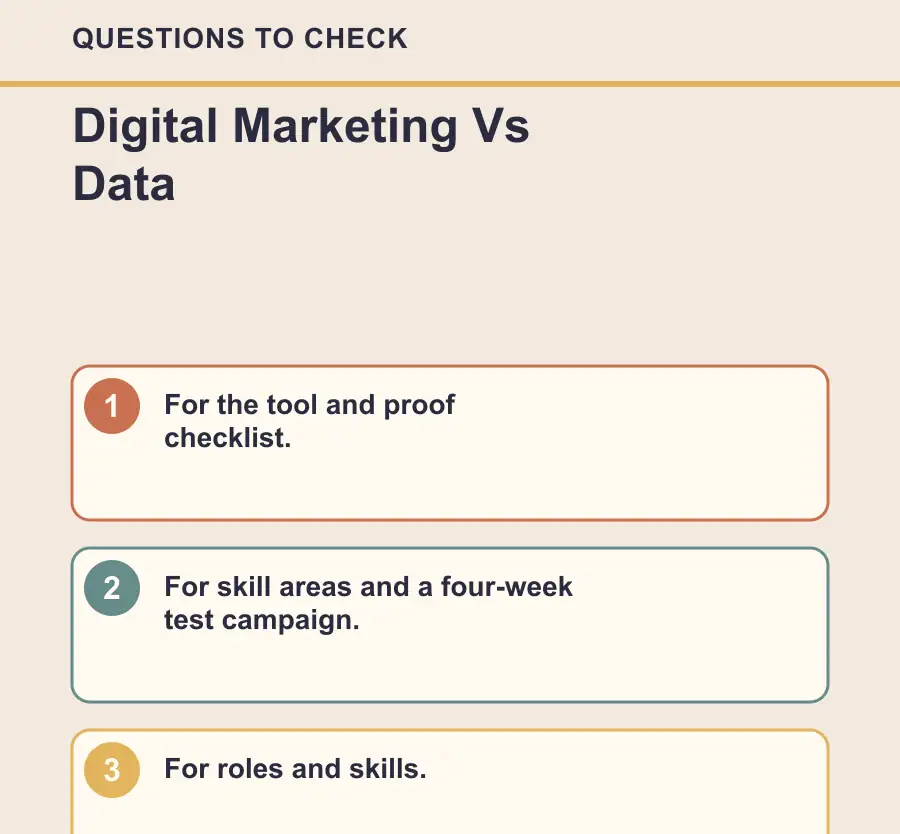 QUESTIONS TO CHECK
Digital Marketing Vs
Data
1
For the tool and proof
checklist.
2
For skill areas and a four-week
test campaign.
3
For roles and skills.